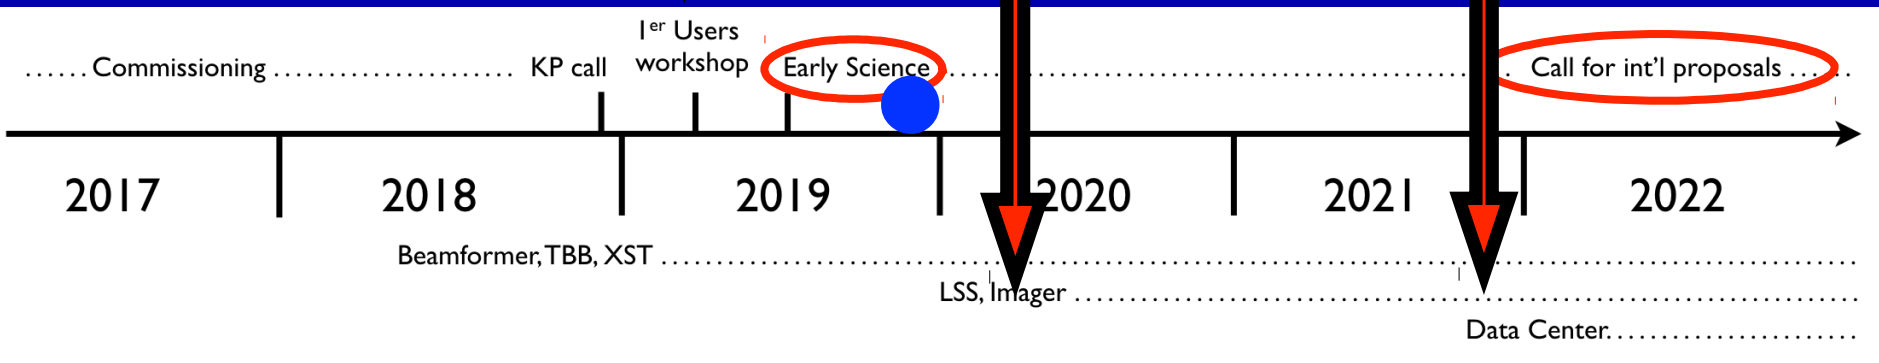 1er Users
workshop
......Commissioning.................... KP call
Early Science
Call for int'l proposals
2017 2018 2019 2020 2021 2022
Beamformer, TBB, XST
LSS, Imager
Data Center